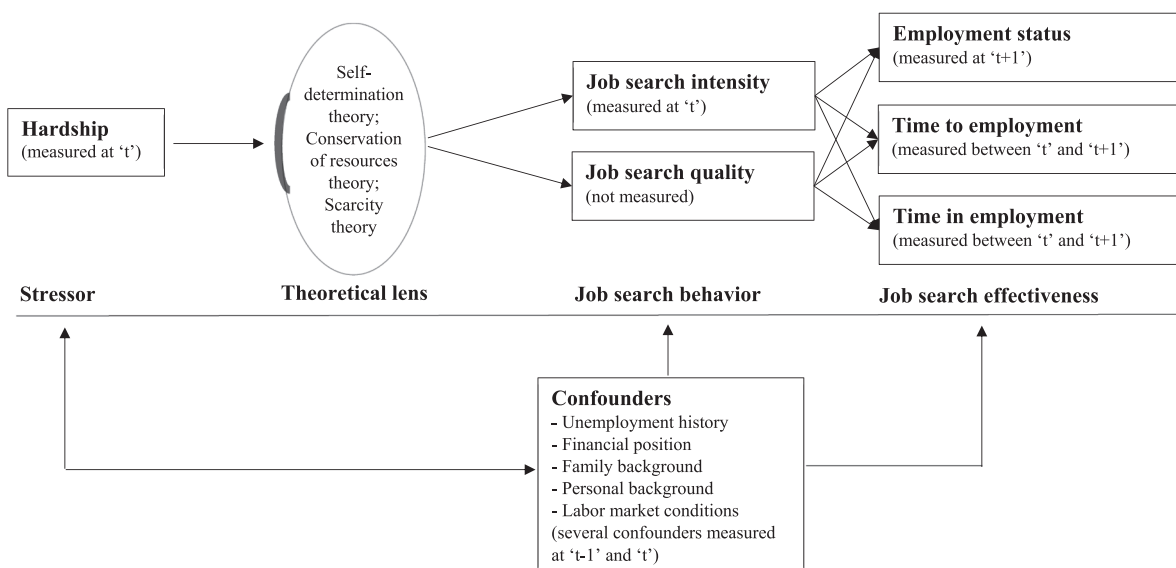 Hardship
(measured at ‘t’)
Self-
determination
theory;
Conservation
of resources
theory;
Scarcity
theory
Job search intensity
(measured at ‘t’)
Job search quality
(not measured)
Employment status
(measured at ‘t+1’)
Time to employment
(measured between ‘t’ and ‘t+1’)
Time in employment
(measured between ‘t’ and ‘t+1’)
Stressor
Theoretical lens
Job search behavior
Job search effectiveness
Confounders
- Unemployment history
- Financial position
- Family background
- Personal background
- Labor market conditions
(several confounders measured
at ‘t-1’ and ‘t’)